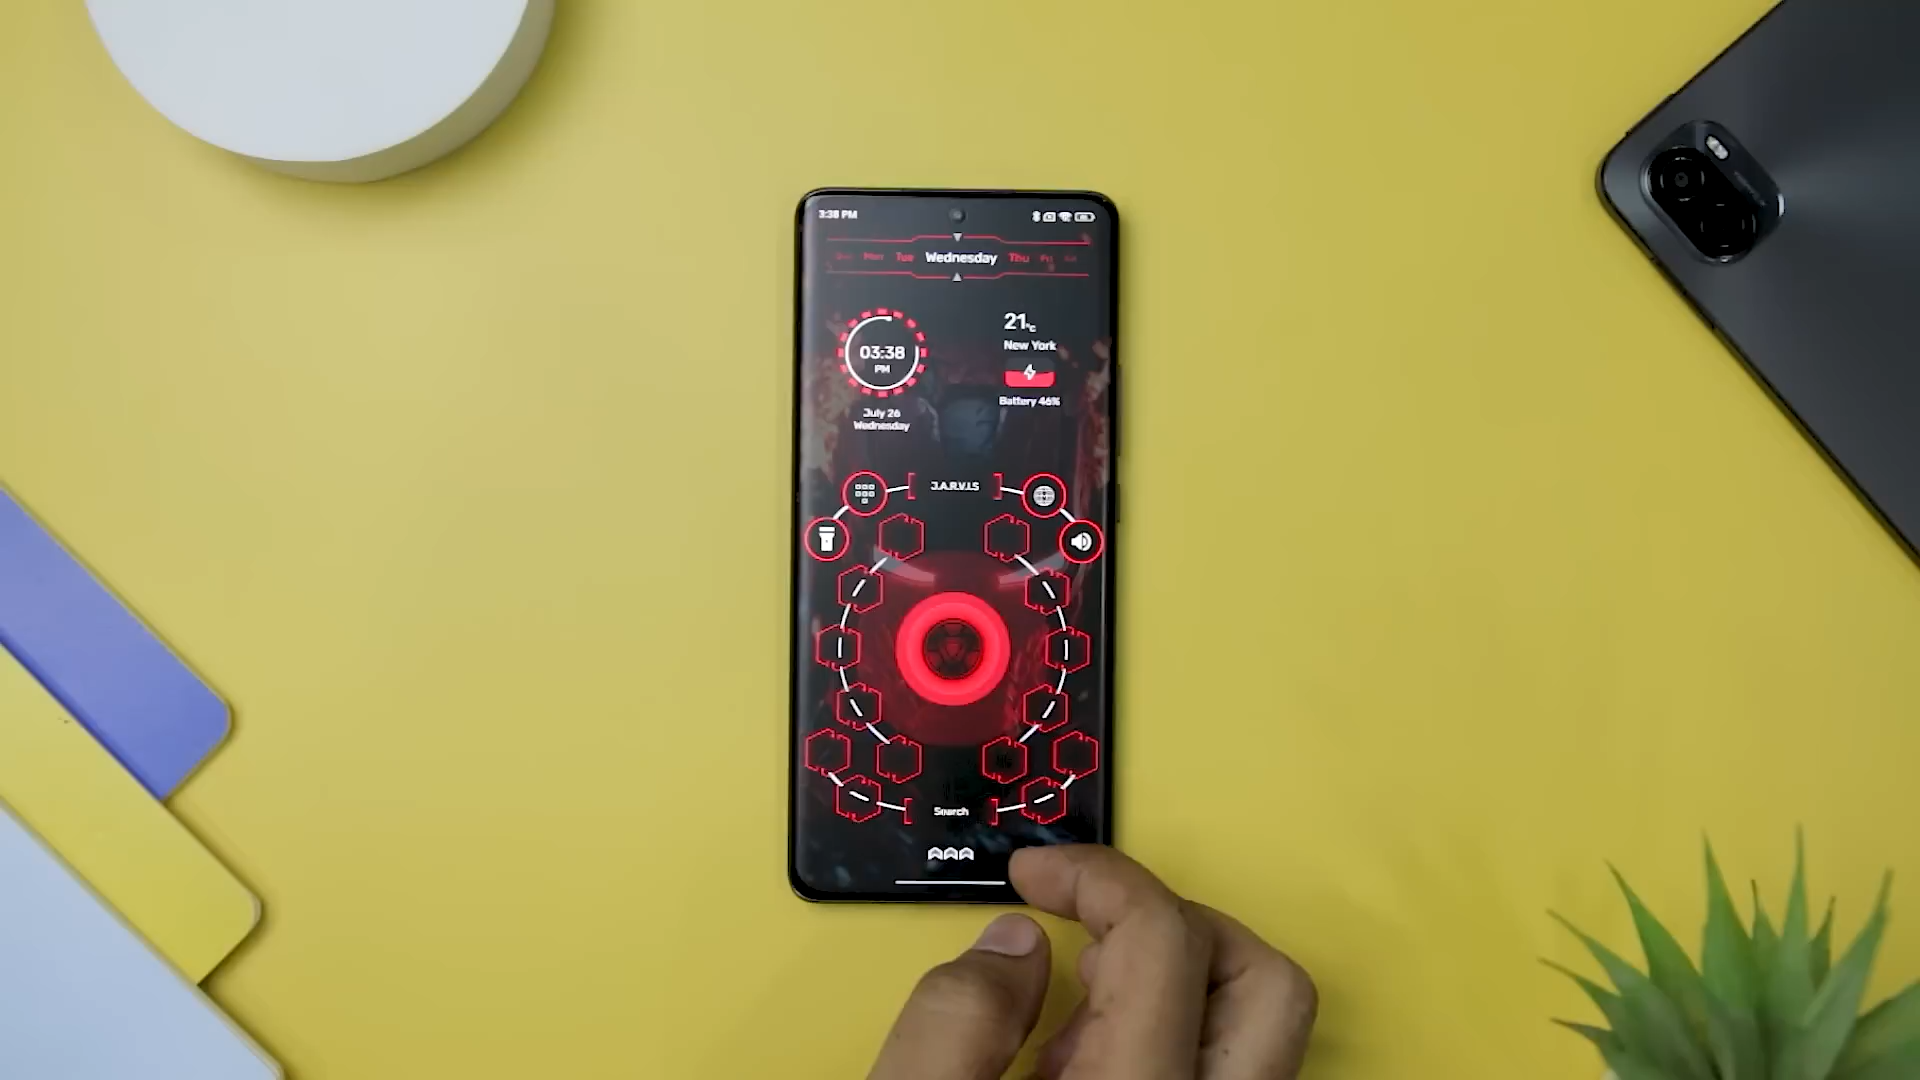 3:38 PM
Mon Tue Wednesday Thu Fri
03:38
PM
21°C
New York
Battery 46%
July 26
Wednesday
J.A.R.V.I.S
Search